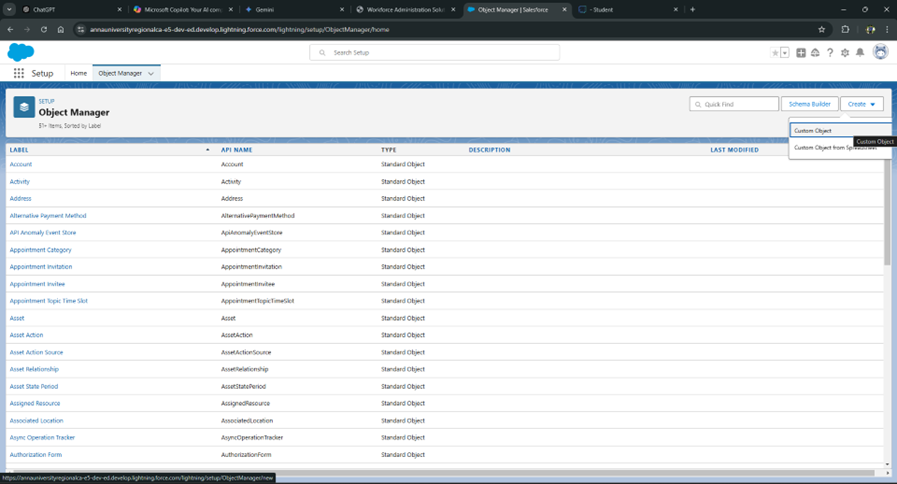 ChatGPT
Microsoft Copilot: Your AI com
Gemini
Workforce Administration Solu
Object Manager | Salesforce
- Student
annauniversityregionalca-e5-dev-ed.develop.lightning.force.com/lightning/setup/ObjectManager/home
Search Setup
Setup
Home
Object Manager
SETUP
Object Manager
51+ Items, Sorted by Label
Quick Find
Schema Builder
Create
Custom Object
Custom Object
Custom Object from Spreadsheet
LABEL API NAME TYPE DESCRIPTION LAST MODIFIED
Account Account Standard Object
Activity Activity Standard Object
Address Address Standard Object
Alternative Payment Method AlternativePaymentMethod Standard Object
API Anomaly Event Store ApiAnomalyEventStore Standard Object
Appointment Category AppointmentCategory Standard Object
Appointment Invitation AppointmentInvitation Standard Object
Appointment Invitee AppointmentInvitee Standard Object
Appointment Topic Time Slot AppointmentTopicTimeSlot Standard Object
Asset Asset Standard Object
Asset Action AssetAction Standard Object
Asset Action Source AssetActionSource Standard Object
Asset Relationship AssetRelationship Standard Object
Asset State Period AssetStatePeriod Standard Object
Assigned Resource AssignedResource Standard Object
Associated Location AssociatedLocation Standard Object
Async Operation Tracker AsyncOperationTracker Standard Object
Authorization Form AuthorizationForm Standard Object
https://annauniversityregionalca-e5-dev-ed.develop.lightning.force.com/lightning/setup/ObjectManager/new